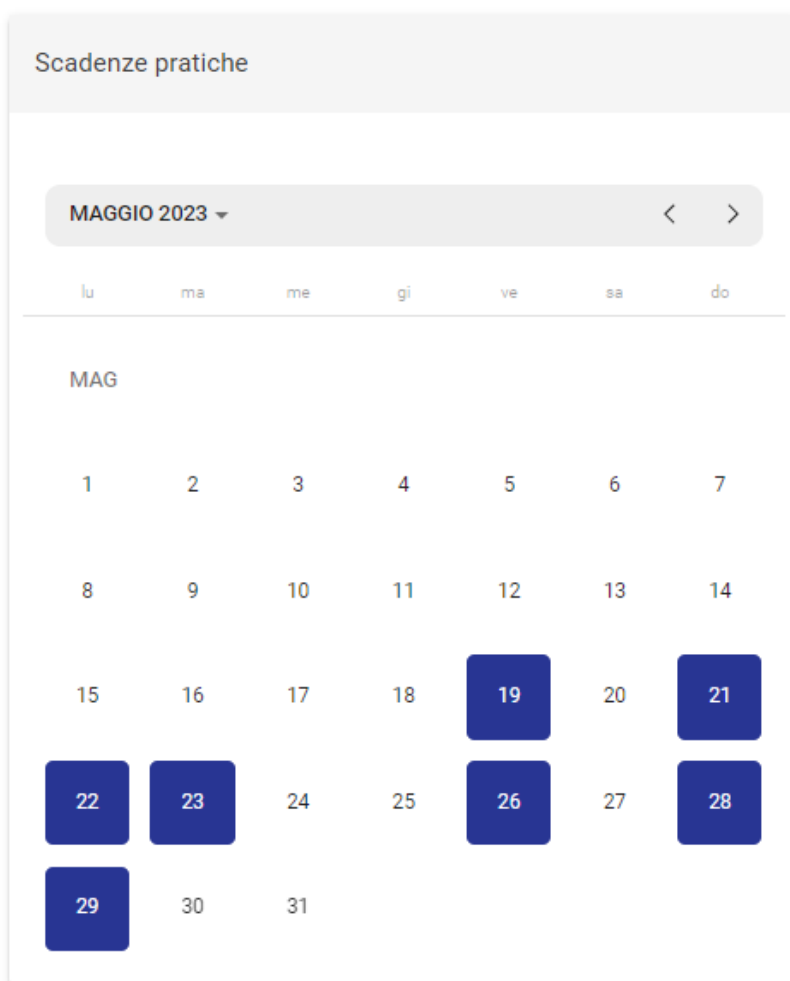 Scadenze pratiche
MAGGIO 2023
lu ma me gi ve sa do
MAG
1 2 3 4 5 6 7
8 9 10 11 12 13 14
15 16 17 18 19 20 21
22 23 24 25 26 27 28
29 30 31